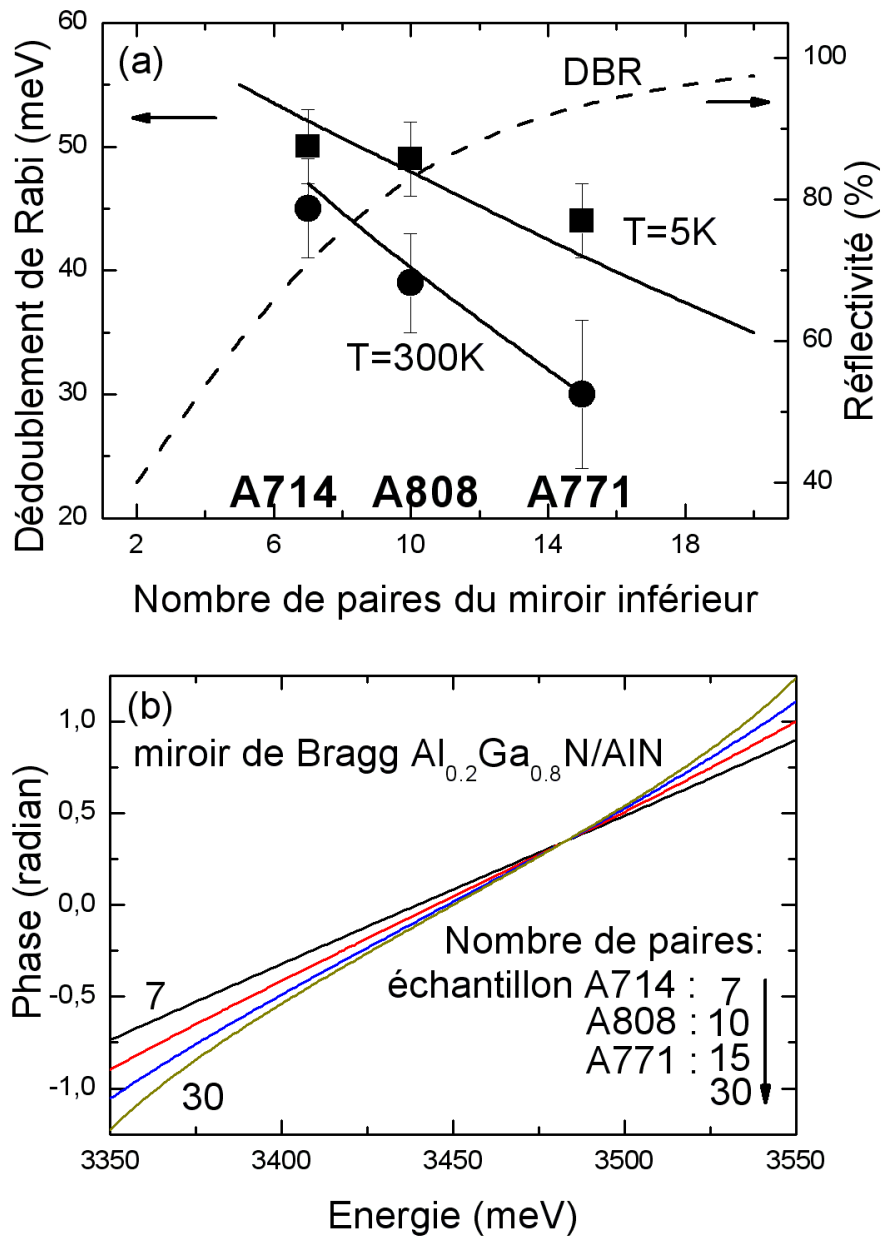 (a)
DBR
T=5K
T=300K
A714 A808 A771
60
50
40
30
20
100
80
60
40
2 6 10 14 18
Dédoublement de Rabi (meV)
Réflectivité (%)
Nombre de paires du miroir inférieur
(b)
miroir de Bragg Al0.2Ga0.8N/AlN
1,0
0,5
0,0
-0,5
-1,0
Phase (radian)
7
30
Nombre de paires:
échantillon A714 : 7
A808 : 10
A771 : 15
30
3350 3400 3450 3500 3550
Energie (meV)